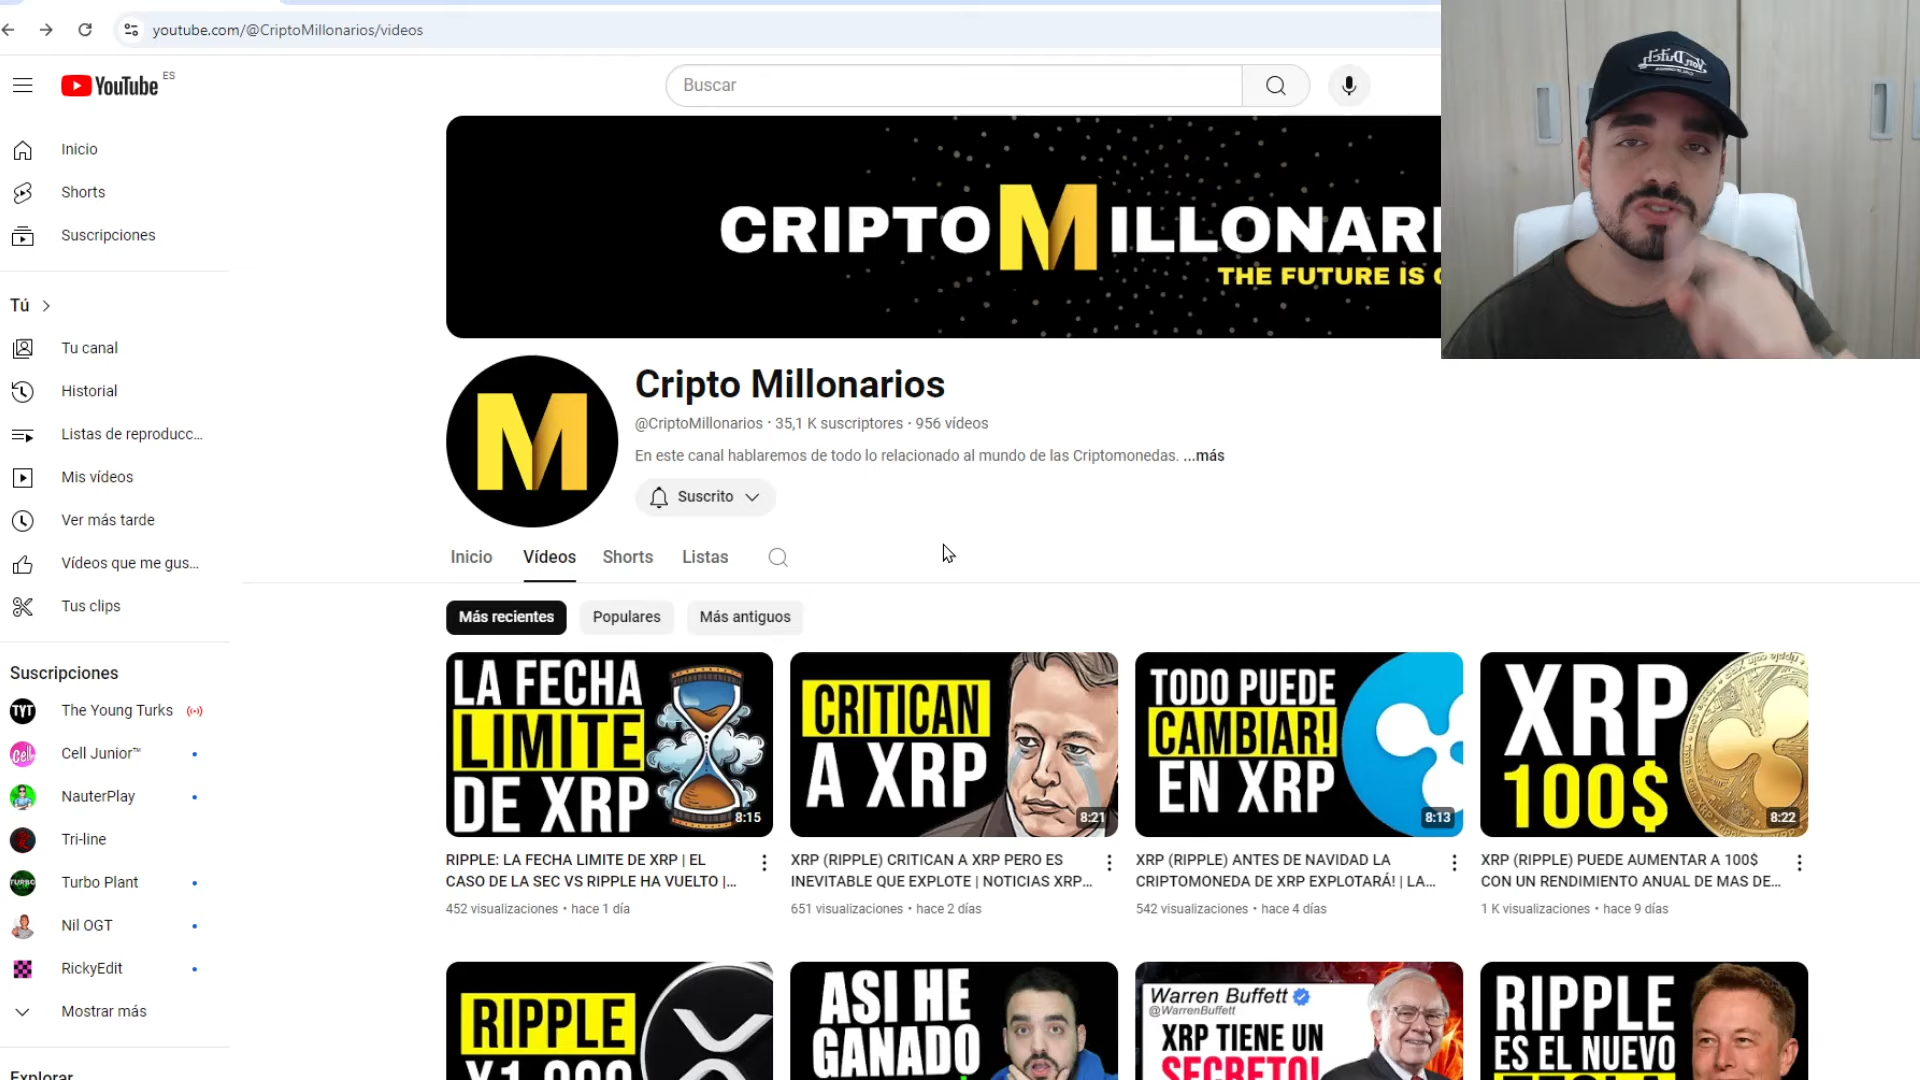 youtube.com/@CriptoMillonarios/videos
YouTube ES
Buscar
Inicio
Shorts
Suscripciones
Tú
Tu canal
Historial
Listas de reproducc...
Mis vídeos
Ver más tarde
Vídeos que me gus...
Tus clips
Suscripciones
The Young Turks
Cell Junior™
NauterPlay
Tri-line
Turbo Plant
Nil OGT
RickyEdit
Mostrar más
Explorar
CRIPTOMILLONARI
THE FUTURE IS
Von Dutch
Cripto Millonarios
@CriptoMillonarios · 35,1 K suscriptores · 956 vídeos
En este canal hablaremos de todo lo relacionado al mundo de las Criptomonedas. ...más
Suscrito
Inicio
Vídeos
Shorts
Listas
Más recientes
Populares
Más antiguos
LA FECHA
LIMITE
DE XRP
8:15
RIPPLE: LA FECHA LIMITE DE XRP | EL
CASO DE LA SEC VS RIPPLE HA VUELTO |...
452 visualizaciones · hace 1 día
CRITICAN
A XRP
8:21
XRP (RIPPLE) CRITICAN A XRP PERO ES
INEVITABLE QUE EXPLOTE | NOTICIAS XRP...
651 visualizaciones · hace 2 días
TODO PUEDE
CAMBIAR!
EN XRP
8:13
XRP (RIPPLE) ANTES DE NAVIDAD LA
CRIPTOMONEDA DE XRP EXPLOTARÁ! | LA...
542 visualizaciones · hace 4 días
XRP
100$
8:22
XRP (RIPPLE) PUEDE AUMENTAR A 100$
CON UN RENDIMIENTO ANUAL DE MAS DE...
1 K visualizaciones · hace 9 días
RIPPLE
X1.000
ASI HE
GANADO
Warren Buffett
@WarrenBuffett
XRP TIENE UN
SECRETO!
RIPPLE
ES EL NUEVO
TESLA